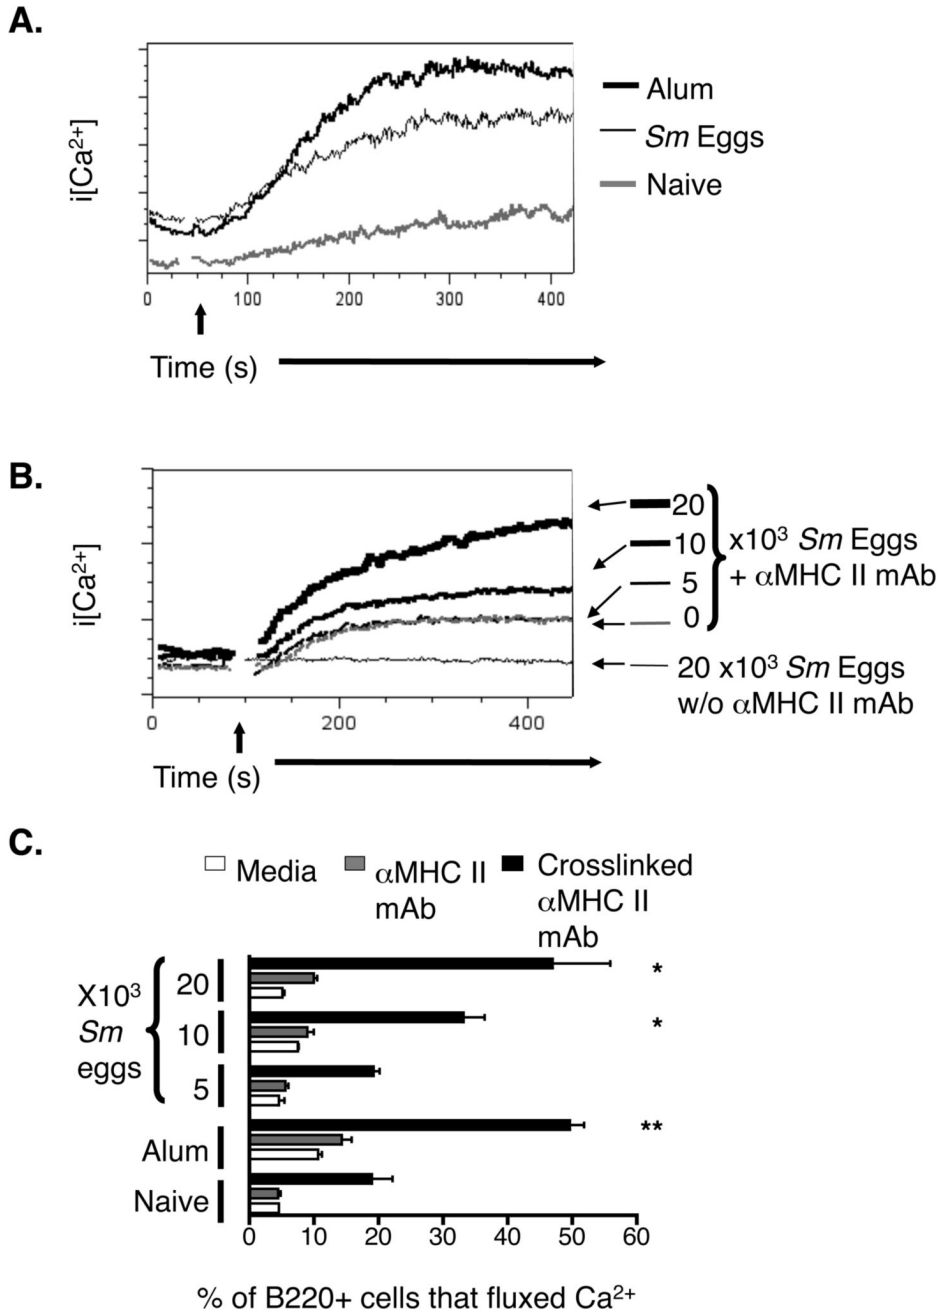 A.
i[Ca²⁺]
Alum
Sm Eggs
Naive
0 100 200 300 400
Time (s)
B.
i[Ca²⁺]
20
10
5
0
x10³ Sm Eggs
+ αMHC II mAb
20 x10³ Sm Eggs
w/o αMHC II mAb
0 200 400
Time (s)
C.
Media
αMHC II
mAb
Crosslinked
αMHC II
mAb
X10³
Sm
eggs
20
*
10
*
5
Alum
**
Naive
0 10 20 30 40 50 60
% of B220+ cells that fluxed Ca²⁺